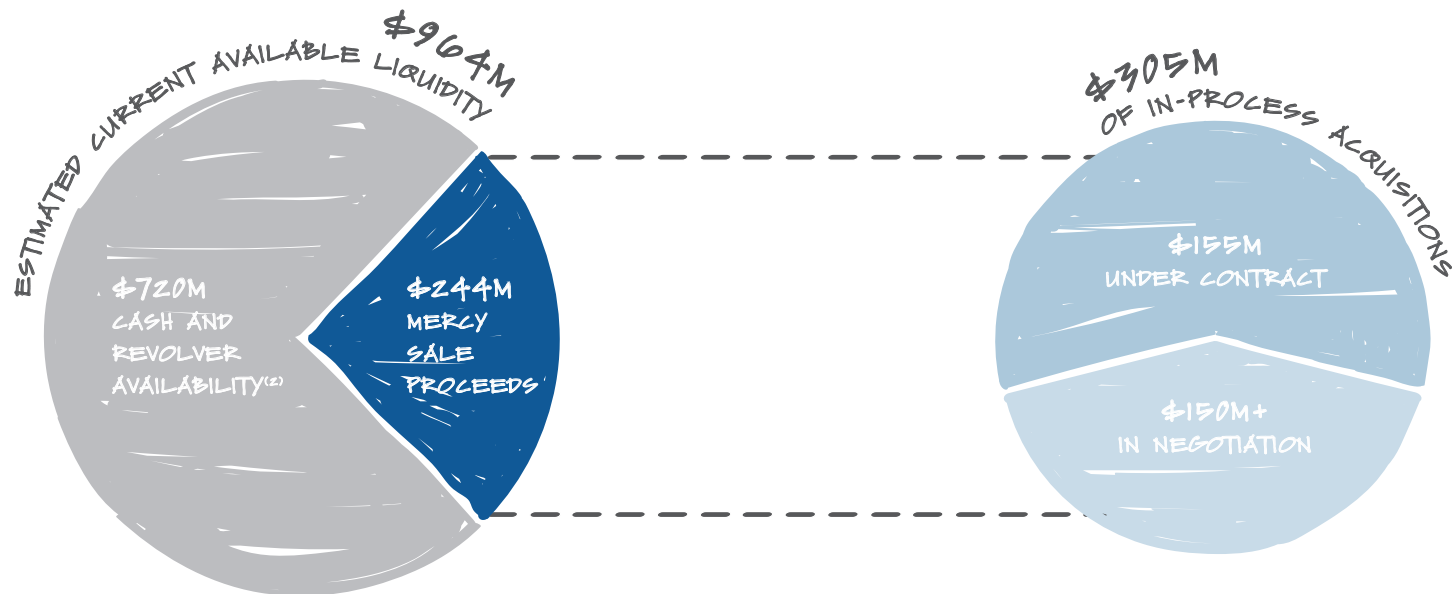 $964M
ESTIMATED CURRENT AVAILABLE LIQUIDITY
$720M
CASH AND
REVOLVER
AVAILABILITY(2)
$244M
MERCY
SALE
PROCEEDS
$305M
OF IN-PROCESS ACQUISITIONS
$155M
UNDER CONTRACT
$150M+
IN NEGOTIATION